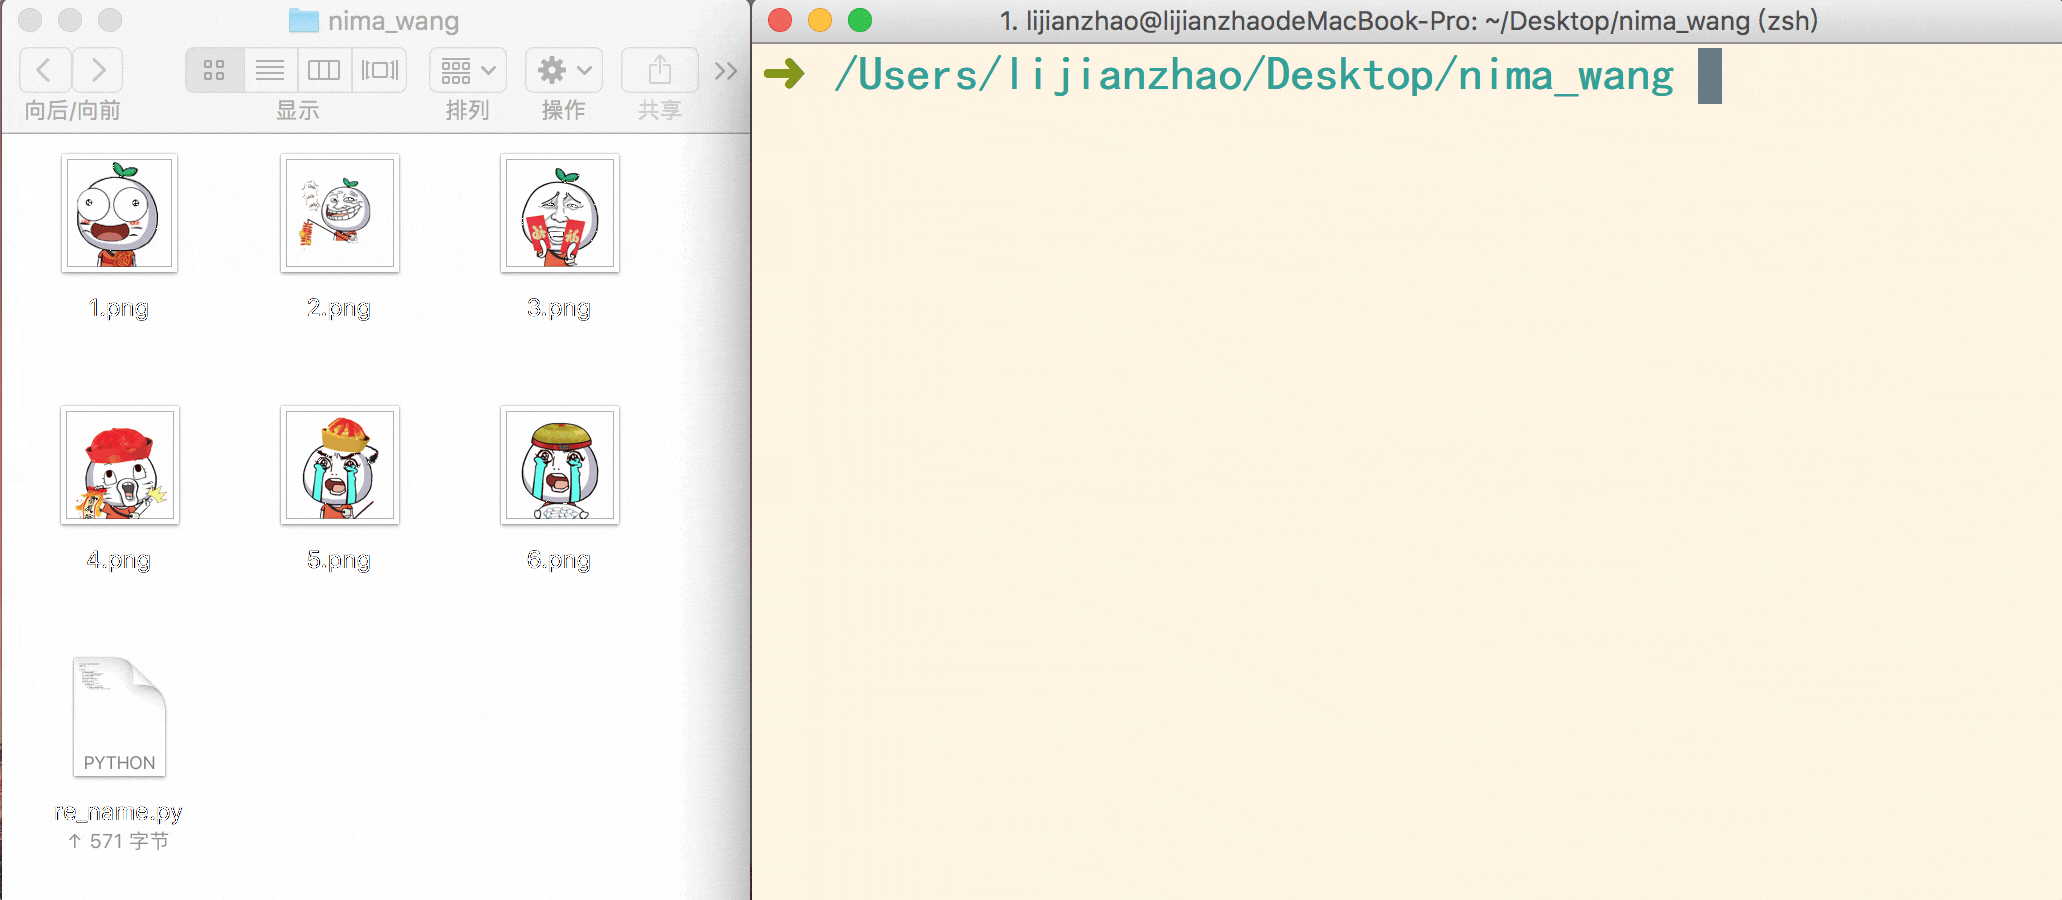 nima_wang
向后/向前
显示
排列
操作
共享
1.png
2.png
3.png
4.png
5.png
6.png
PYTHON
re_name.py
↑ 571 字节
1. lijianzhao@lijianzhaodeMacBook-Pro: ~/Desktop/nima_wang (zsh)
➜ /Users/lijianzhao/Desktop/nima_wang